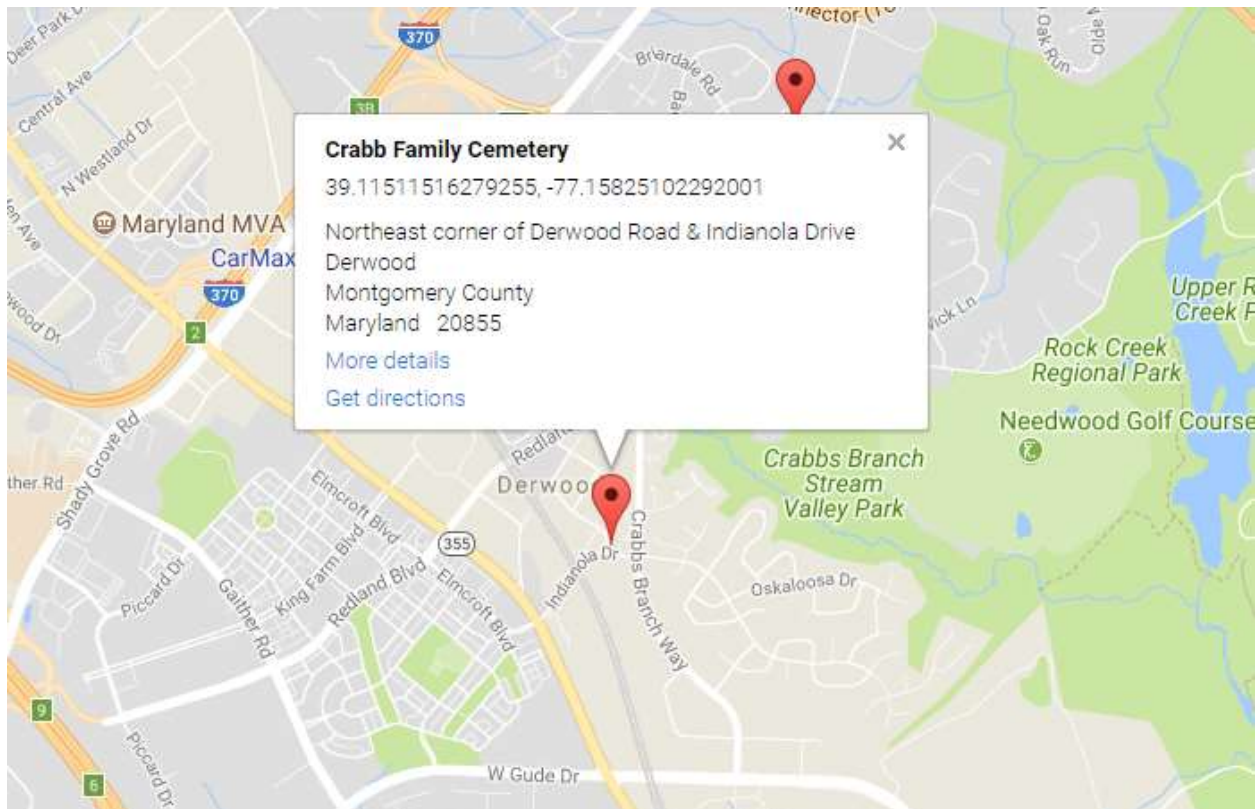 Deer Park Dr
370
Central Ave
N Westland Dr
3B
Briardale Rd
Oak Run
Crabb Family Cemetery
×
39.11511516279255, -77.15825102292001
Northeast corner of Derwood Road & Indianola Drive
Derwood
Montgomery County
Maryland 20855
More details
Get directions
Maryland MVA
CarMax
370
2
Shady Grove Rd
Gaither Rd
Piccard Dr
King Farm Blvd
Redland Blvd
Elmcroft Blvd
Elmcroft Blvd
355
Indianola Dr
Crabbs Branch Way
Oskaloosa Dr
Crabbs Branch
Stream
Valley Park
Rock Creek
Regional Park
Needwood Golf Course
Upper R
Creek P
9
Piccard Dr
6
W Gude Dr